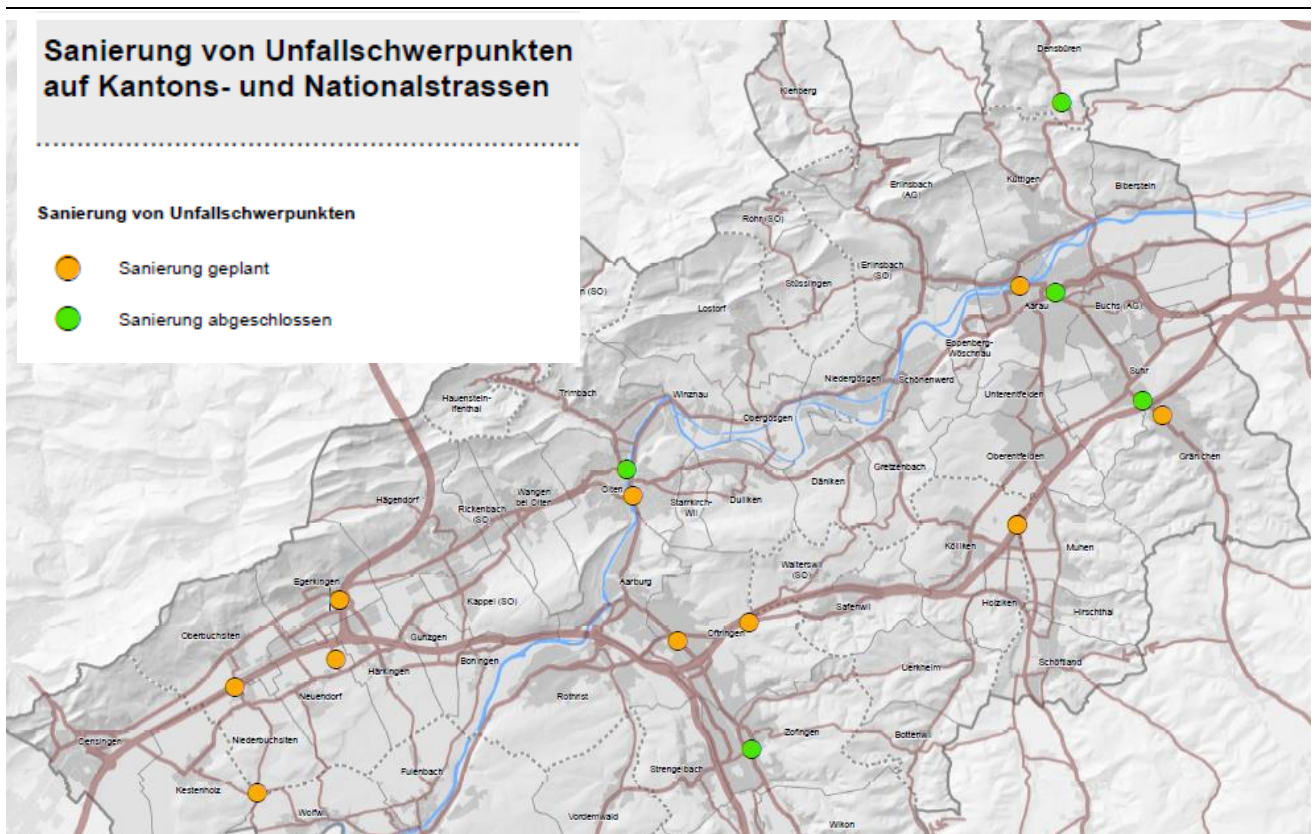 Sanierung von Unfallschwerpunkten
auf Kantons- und Nationalstrassen
Sanierung von Unfallschwerpunkten
Sanierung geplant
Sanierung abgeschlossen
Densbüren
Kienberg
Küttigen
Erlinsbach
(AG)
Biberstein
Rohr (SO)
Erlinsbach
(SO)
Stüsslingen
n (SO)
Lostorf
Aarau
Buchs (AG)
Eppenberg-
Wöschnau
Suhr
Niedergösgen
Schönenwerd
Unterentfelden
Trimbach
Winznau
Hauenstein-
Ifenthal
Obergösgen
Oberentfelden
Gränichen
Gretzenbach
Däniken
Olten
Starrkirch-
Wil
Dulliken
Wangen
bei Olten
Hägendorf
Rickenbach
(SO)
Kölliken
Muhen
Walterswil
(SO)
Aarburg
Egerkingen
Kappel (SO)
Safenwil
Holziken
Hirschthal
Oberbuchsiten
Gunzgen
Oftringen
Boningen
Härkingen
Schöftland
Uerkheim
Neuendorf
Rothrist
Oensingen
Niederbuchsiten
Zofingen
Bottenwil
Fulenbach
Strengelbach
Kestenholz
Wolfwil
Vordemwald
Wikon